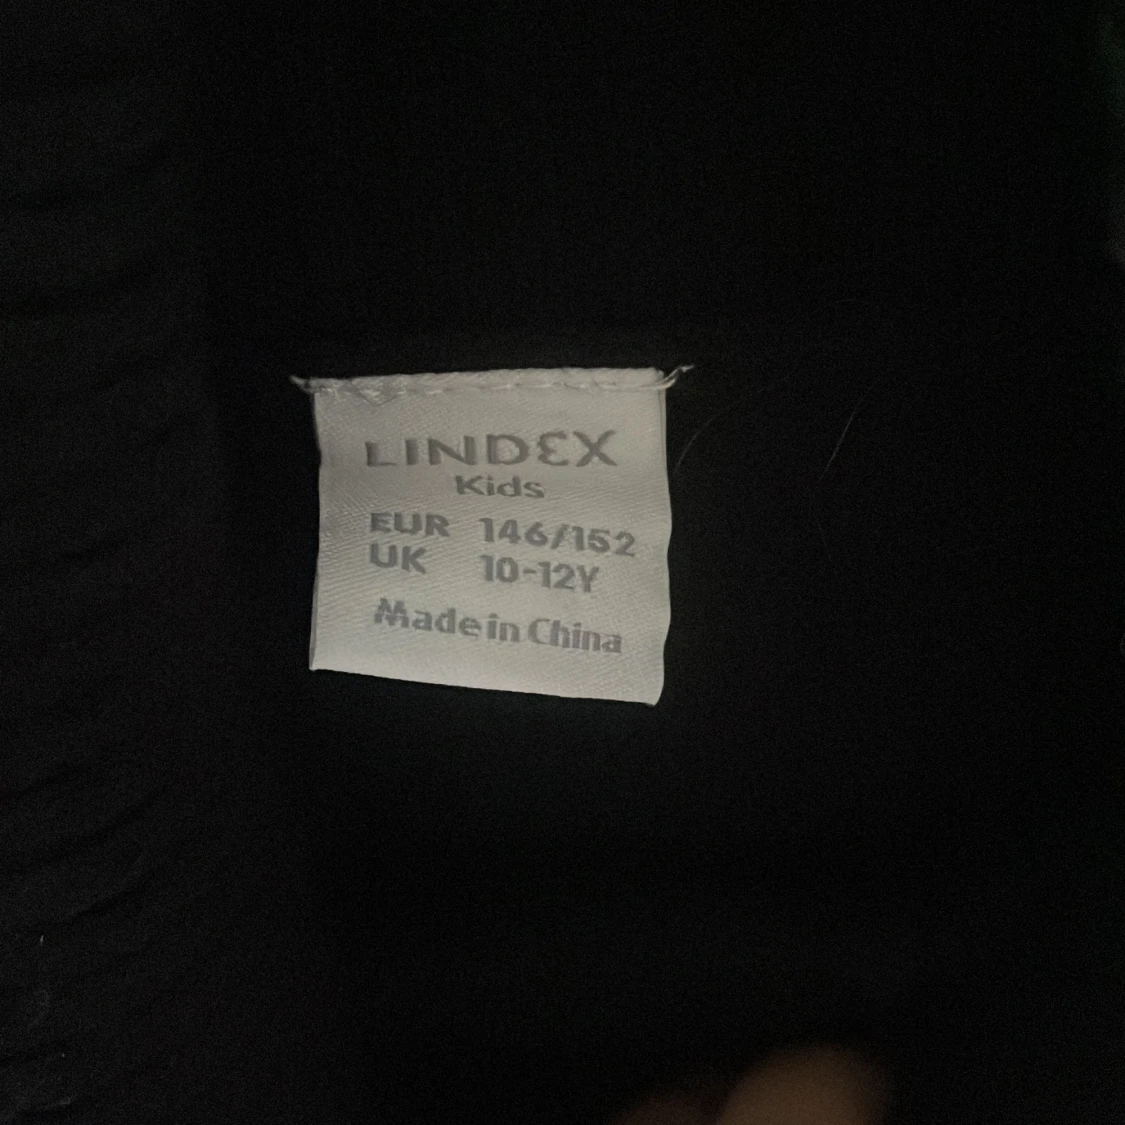 LINDEX
Kids
EUR 146/152
UK 10-12Y
Made in China